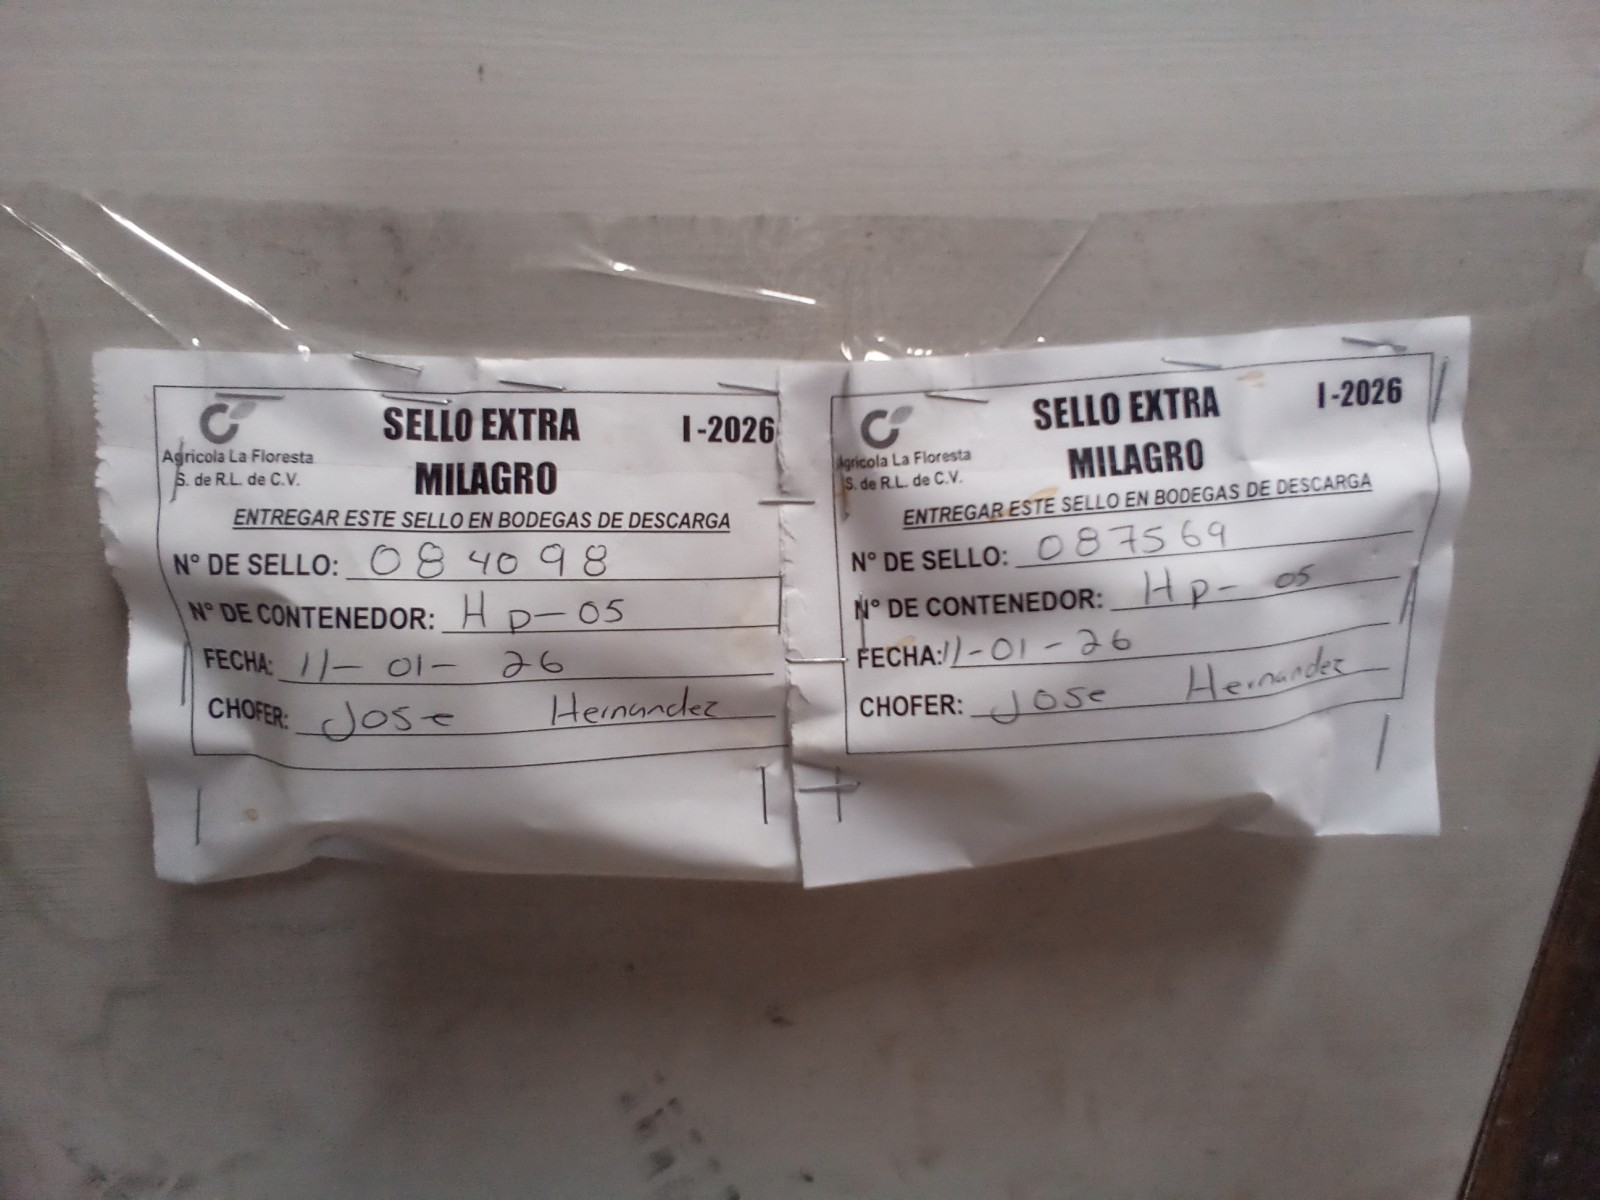 SELLO EXTRA I-2026
MILAGRO
Agricola La Floresta
S. de R.L. de C.V.
ENTREGAR ESTE SELLO EN BODEGAS DE DESCARGA
N° DE SELLO: 084098
N° DE CONTENEDOR: Hp-05
FECHA: 11-01-26
CHOFER: Jose Hernandez
SELLO EXTRA I-2026
MILAGRO
Agricola La Floresta
S. de R.L. de C.V.
ENTREGAR ESTE SELLO EN BODEGAS DE DESCARGA
N° DE SELLO: 087569
N° DE CONTENEDOR: Hp-05
FECHA: 11-01-26
CHOFER: Jose Hernandez